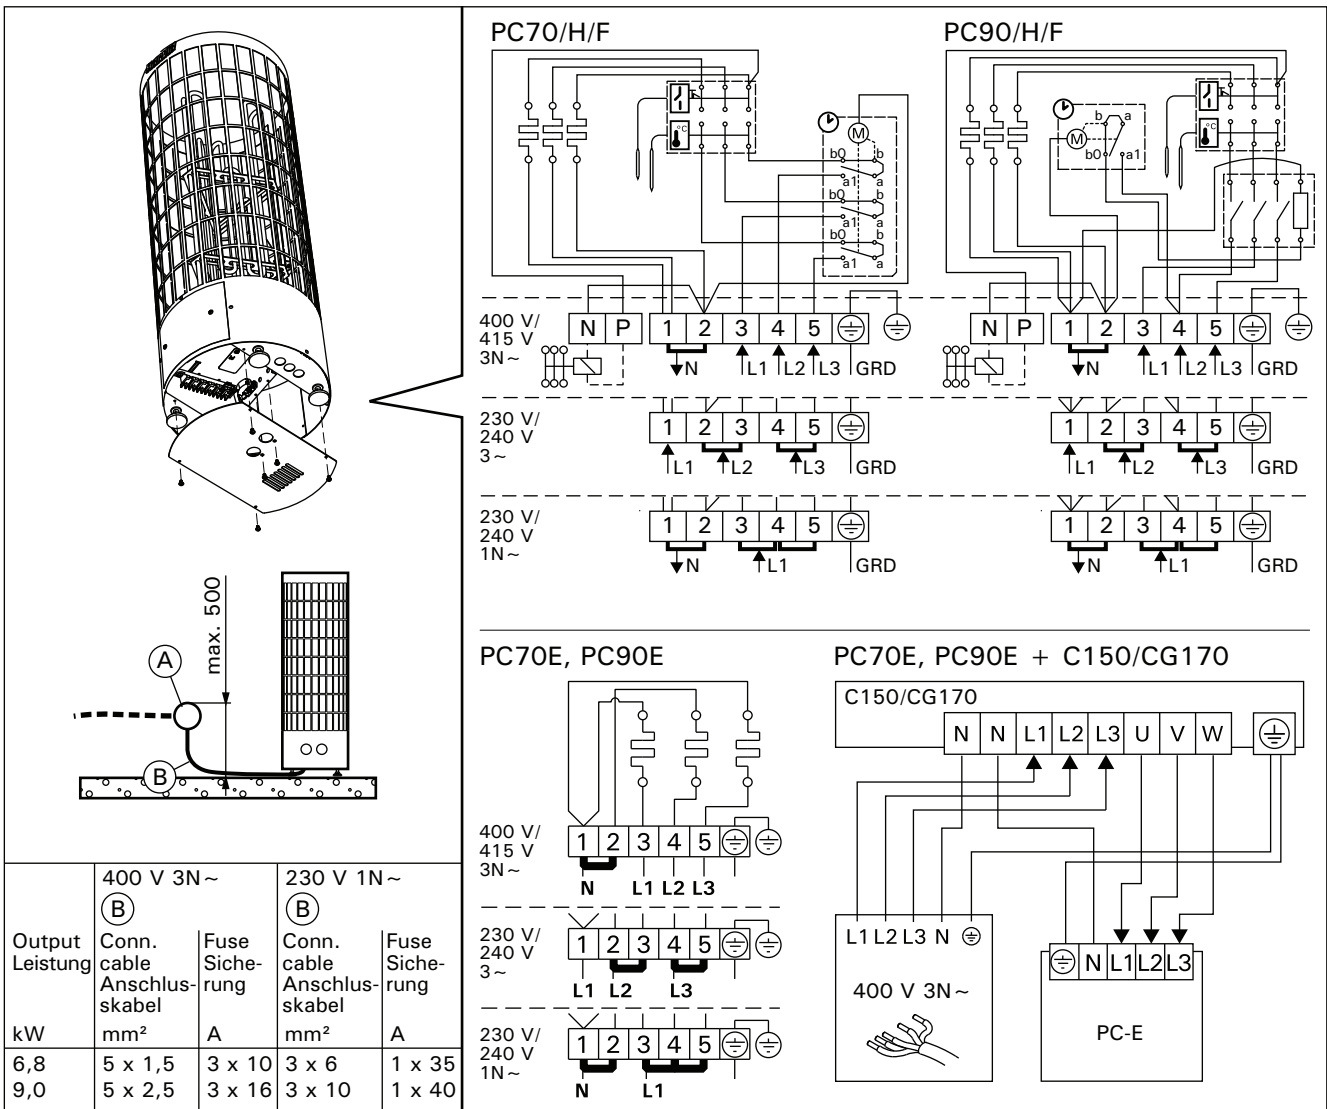 max. 500
A
B
400 V 3N~
230 V 1N~
B
B
Output
Leistung
Conn.
cable
Anschlus-
skabel
Fuse
Siche-
rung
Conn.
cable
Anschlus-
skabel
Fuse
Siche-
rung
kW
mm²
A
mm²
A
6,8
5 x 1,5
3 x 10
3 x 6
1 x 35
9,0
5 x 2,5
3 x 16
3 x 10
1 x 40
PC70/H/F
°C
M
b0
b
a1
a
b0
b
a1
a
b0
b
a1
a
400 V/
415 V
3N~
N P
1 2 3 4 5
N
L1 L2 L3 GRD
230 V/
240 V
3~
1 2 3 4 5
L1 L2 L3 GRD
230 V/
240 V
1N~
1 2 3 4 5
N L1 GRD
PC90/H/F
°C
M
b a
b0 a1
N P
1 2 3 4 5
N
L1 L2 L3 GRD
1 2 3 4 5
L1 L2 L3 GRD
1 2 3 4 5
N L1 GRD
PC70E, PC90E
400 V/
415 V
3N~
1 2 3 4 5
N L1 L2 L3
230 V/
240 V
3~
1 2 3 4 5
L1 L2 L3
230 V/
240 V
1N~
1 2 3 4 5
N L1
PC70E, PC90E + C150/CG170
C150/CG170
N N L1 L2 L3 U V W
L1 L2 L3 N
400 V 3N~
N L1 L2 L3
PC-E